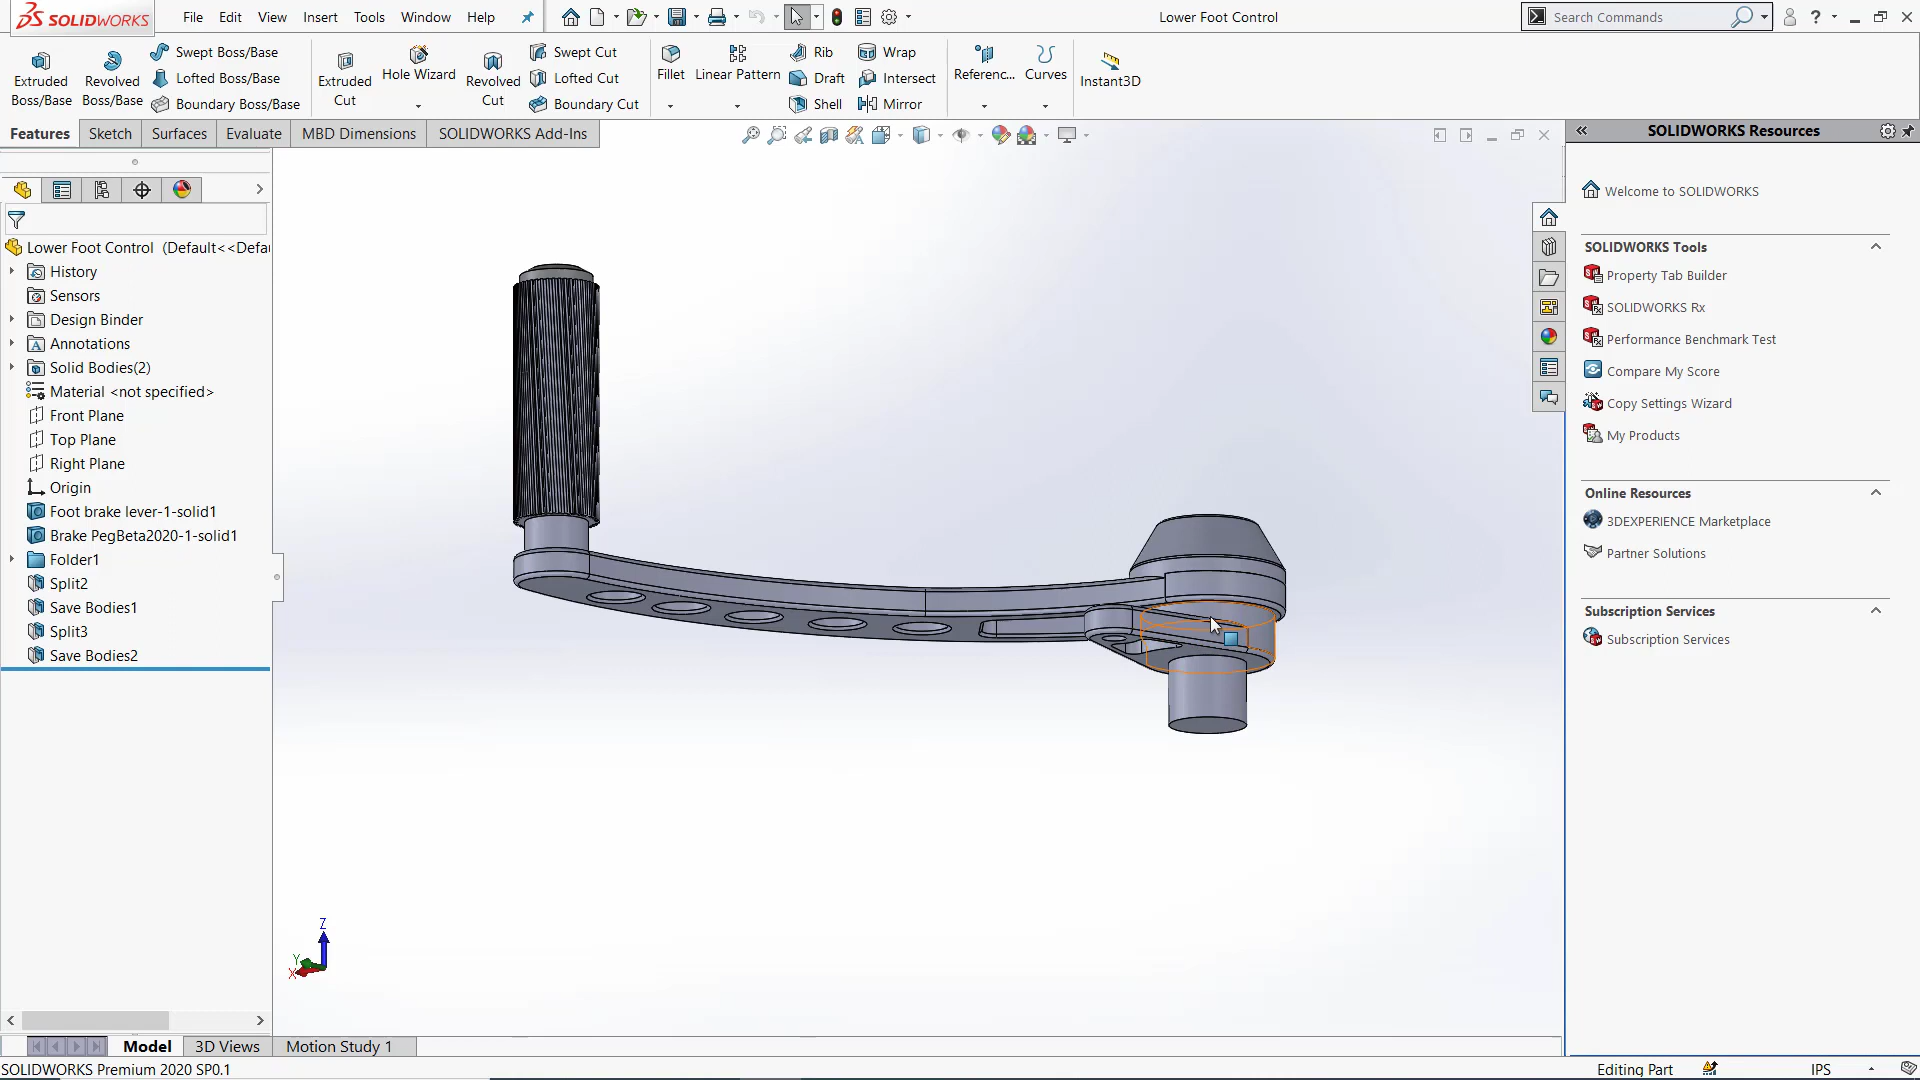 SOLIDWORKS File Edit View Insert Tools Window Help Lower Foot Control Search Commands
Extruded Boss/Base
Revolved Boss/Base
Swept Boss/Base
Lofted Boss/Base
Boundary Boss/Base
Extruded Cut
Hole Wizard
Revolved Cut
Swept Cut
Lofted Cut
Boundary Cut
Fillet
Linear Pattern
Rib
Draft
Shell
Wrap
Intersect
Mirror
Referenc...
Curves
Instant3D
Features Sketch Surfaces Evaluate MBD Dimensions SOLIDWORKS Add-Ins
Lower Foot Control (Default<<Defau
History
Sensors
Design Binder
Annotations
Solid Bodies(2)
Material <not specified>
Front Plane
Top Plane
Right Plane
Origin
Foot brake lever-1-solid1
Brake PegBeta2020-1-solid1
Folder1
Split2
Save Bodies1
Split3
Save Bodies2
Z
Y
X
SOLIDWORKS Resources
Welcome to SOLIDWORKS
SOLIDWORKS Tools
Property Tab Builder
SOLIDWORKS Rx
Performance Benchmark Test
Compare My Score
Copy Settings Wizard
My Products
Online Resources
3DEXPERIENCE Marketplace
Partner Solutions
Subscription Services
Subscription Services
Model 3D Views Motion Study 1
SOLIDWORKS Premium 2020 SP0.1 Editing Part IPS